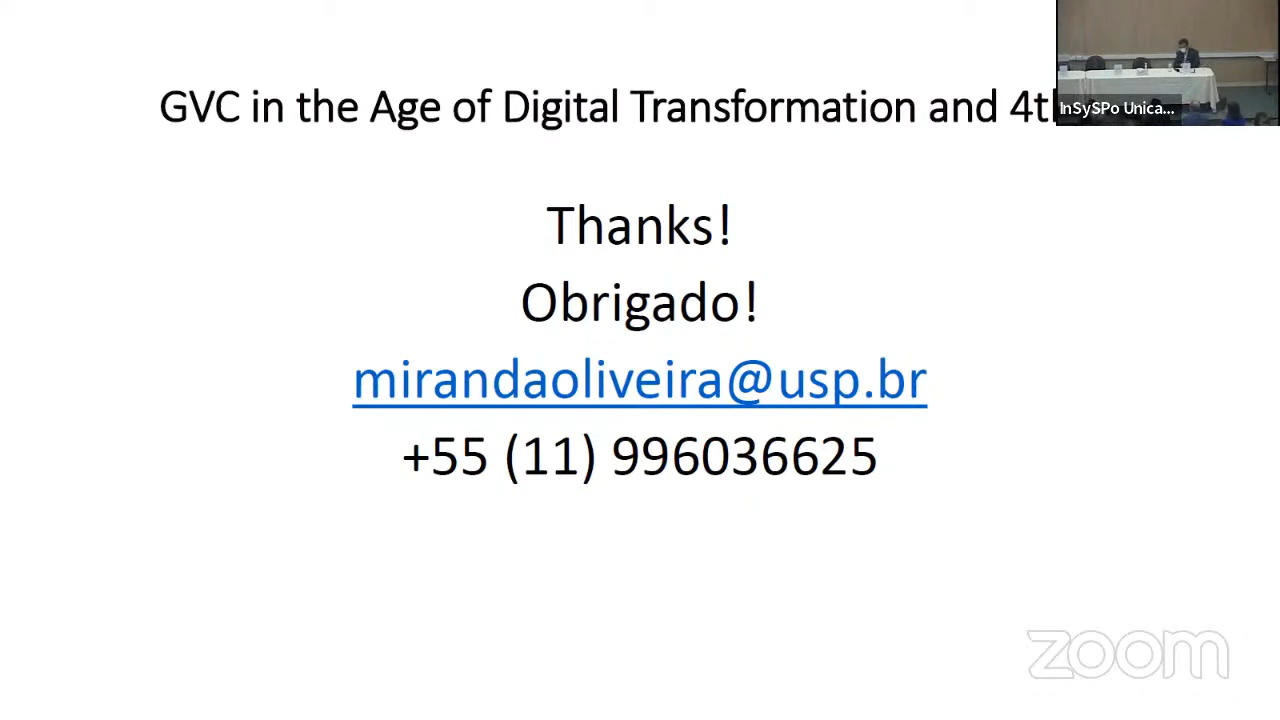 GVC in the Age of Digital Transformation and 4th
InSySPo Unica...
Thanks!
Obrigado!
mirandaoliveira@usp.br
+55 (11) 996036625
zoom